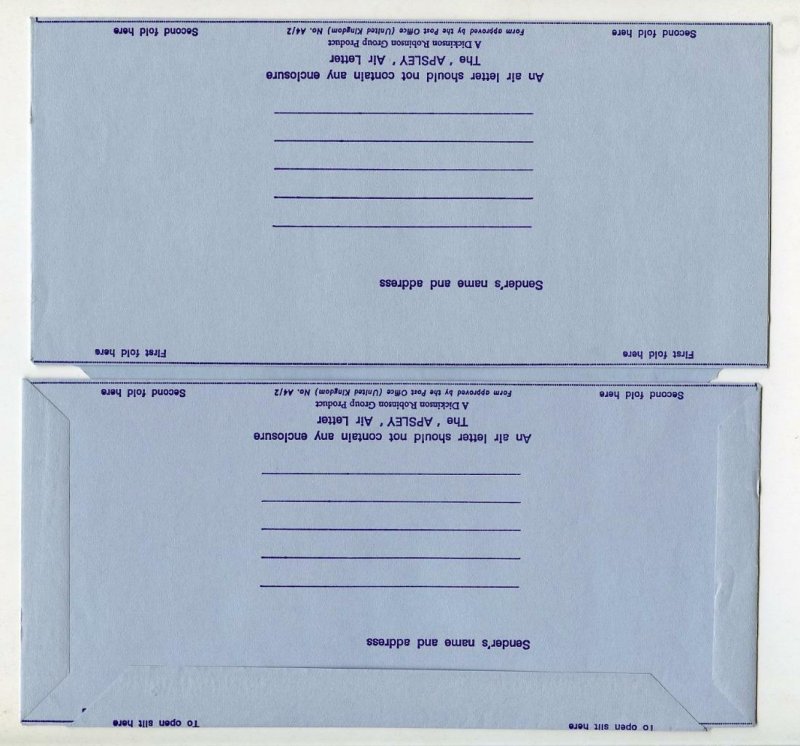 To open slit here To open slit here
Sender's name and address
An air letter should not contain any enclosure
The ' APSLEY ' Air Letter
A Dickinson Robinson Group Product
Second fold here Form approved by the Post Office (United Kingdom) No. A4/2 Second fold here
First fold here First fold here
Sender's name and address
An air letter should not contain any enclosure
The ' APSLEY ' Air Letter
A Dickinson Robinson Group Product
Second fold here Form approved by the Post Office (United Kingdom) No. A4/2 Second fold here